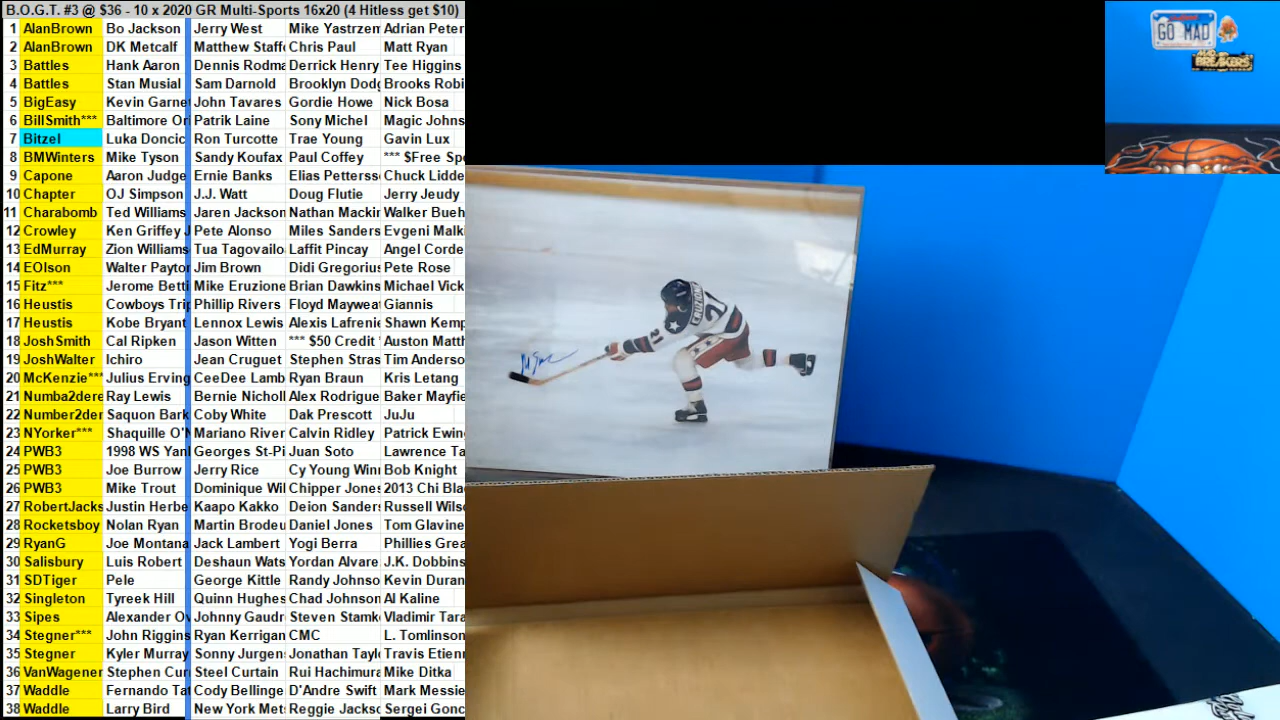 B.O.G.T. #3 @ $36 - 10 x 2020 GR Multi-Sports 16x20 (4 Hitless get $10)
1 AlanBrown Bo Jackson Jerry West Mike Yastrzem Adrian Peter
2 AlanBrown DK Metcalf Matthew Staffo Chris Paul Matt Ryan
3 Battles Hank Aaron Dennis Rodma Derrick Henry Tee Higgins
4 Battles Stan Musial Sam Darnold Brooklyn Dodg Brooks Robi
5 BigEasy Kevin Garnet John Tavares Gordie Howe Nick Bosa
6 BillSmith*** Baltimore Ori Patrik Laine Sony Michel Magic Johns
7 Bitzel Luka Doncic Ron Turcotte Trae Young Gavin Lux
8 BMWinters Mike Tyson Sandy Koufax Paul Coffey *** $Free Spo
9 Capone Aaron Judge Ernie Banks Elias Petterss Chuck Lidde
10 Chapter OJ Simpson J.J. Watt Doug Flutie Jerry Jeudy
11 Charabomb Ted Williams Jaren Jackson Nathan Mackin Walker Bueh
12 Crowley Ken Griffey J Pete Alonso Miles Sanders Evgeni Malki
13 EdMurray Zion Williams Tua Tagovailo Laffit Pincay Angel Corde
14 EOlson Walter Payton Jim Brown Didi Gregorius Pete Rose
15 Fitz*** Jerome Betti Mike Eruzione Brian Dawkins Michael Vick
16 Heustis Cowboys Trip Phillip Rivers Floyd Mayweat Giannis
17 Heustis Kobe Bryant Lennox Lewis Alexis Lafrenie Shawn Kemp
18 JoshSmith Cal Ripken Jason Witten *** $50 Credit Auston Matth
19 JoshWalter Ichiro Jean Cruguet Stephen Stras Tim Anderso
20 McKenzie*** Julius Erving CeeDee Lamb Ryan Braun Kris Letang
21 Numba2dere Ray Lewis Bernie Nicholl Alex Rodrigue Baker Mayfie
22 Number2der Saquon Bark Coby White Dak Prescott JuJu
23 NYorker*** Shaquille O'N Mariano River Calvin Ridley Patrick Ewing
24 PWB3 1998 WS Yan Georges St-Pi Juan Soto Lawrence Ta
25 PWB3 Joe Burrow Jerry Rice Cy Young Win Bob Knight
26 PWB3 Mike Trout Dominique Wil Chipper Jones 2013 Chi Bla
27 RobertJacks Justin Herbe Kaapo Kakko Deion Sanders Russell Wils
28 Rocketsboy Nolan Ryan Martin Brodeu Daniel Jones Tom Glavine
29 RyanG Joe Montana Jack Lambert Yogi Berra Phillies Grea
30 Salisbury Luis Robert Deshaun Wats Yordan Alvare J.K. Dobbins
31 SDTiger Pele George Kittle Randy Johnso Kevin Duran
32 Singleton Tyreek Hill Quinn Hughes Chad Johnson Al Kaline
33 Sipes Alexander Ov Johnny Gaudr Steven Stamk Vladimir Tara
34 Stegner*** John Riggins Ryan Kerrigan CMC L. Tomlinson
35 Stegner Kyler Murray Sonny Jurgens Jonathan Taylo Travis Etien
36 VanWagener Stephen Cur Steel Curtain Rui Hachimura Mike Ditka
37 Waddle Fernando Tat Cody Bellinge D'Andre Swift Mark Messie
38 Waddle Larry Bird New York Mets Reggie Jackso Sergei Gonc
GO MAD
MAD
BREAKERS
21